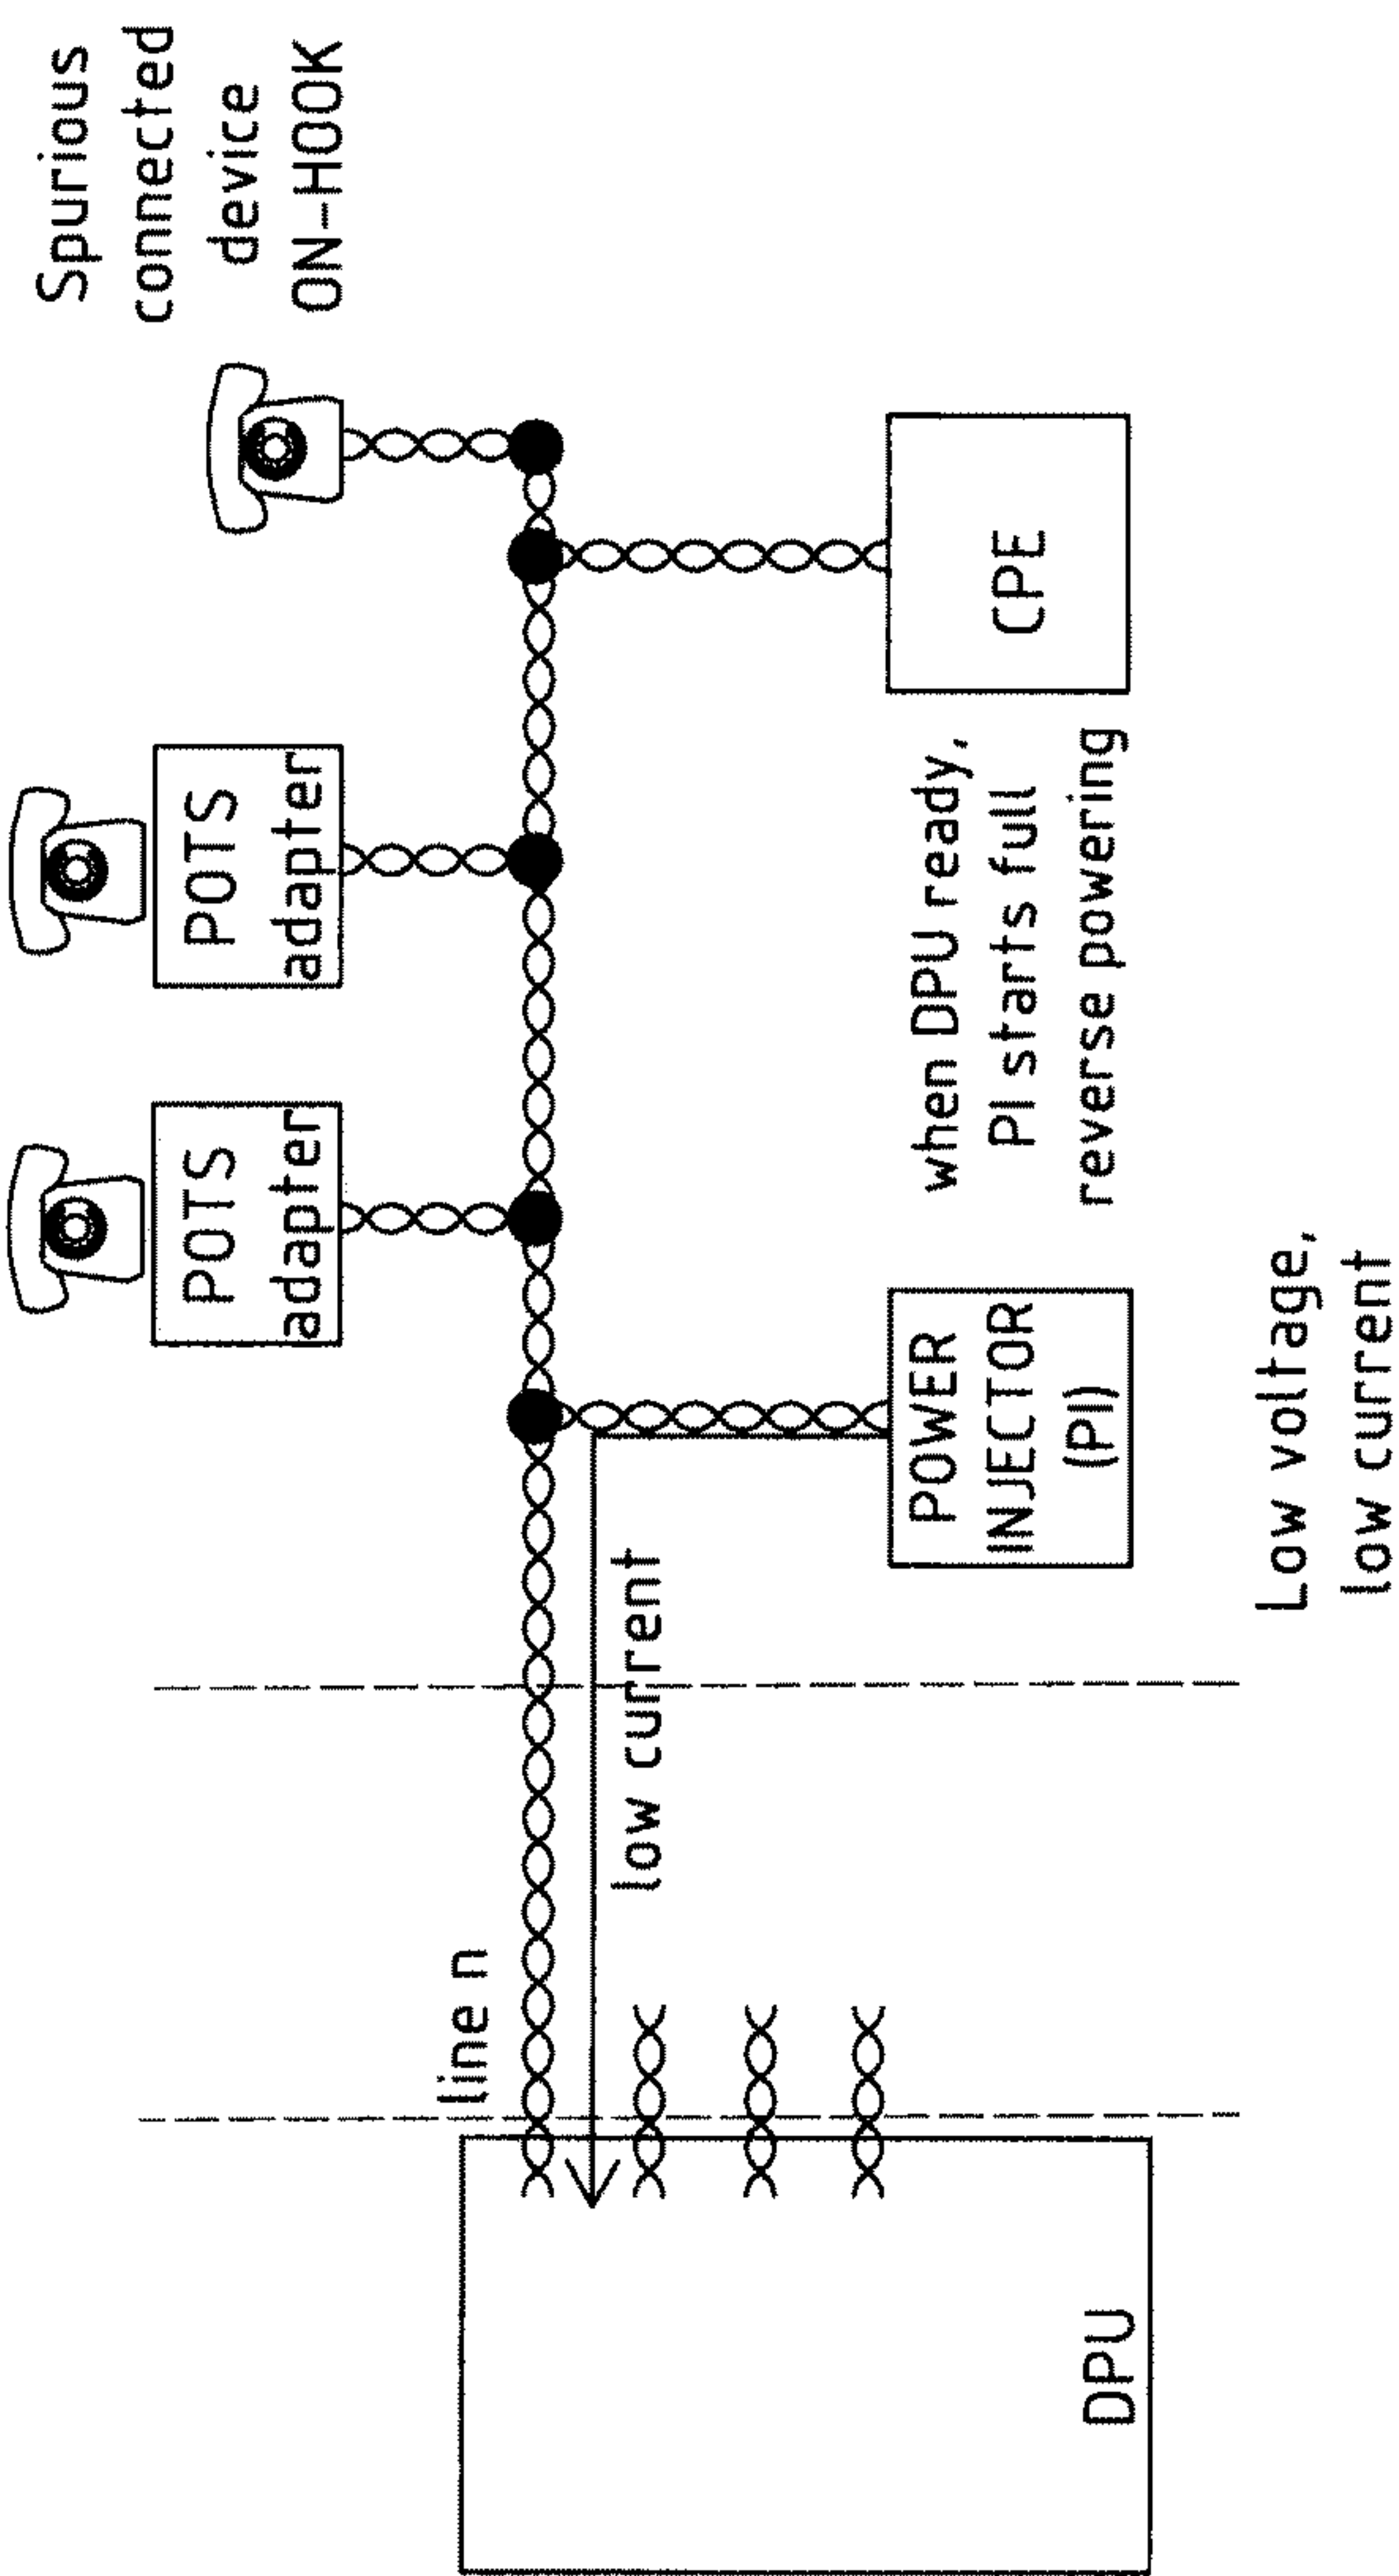 Spurious
connected
device
ON-HOOK
POTS
adapter
POTS
adapter
line n
low current
DPU
POWER
INJECTOR
(PI)
when DPU ready,
PI starts full
reverse powering
CPE
Low voltage,
low current